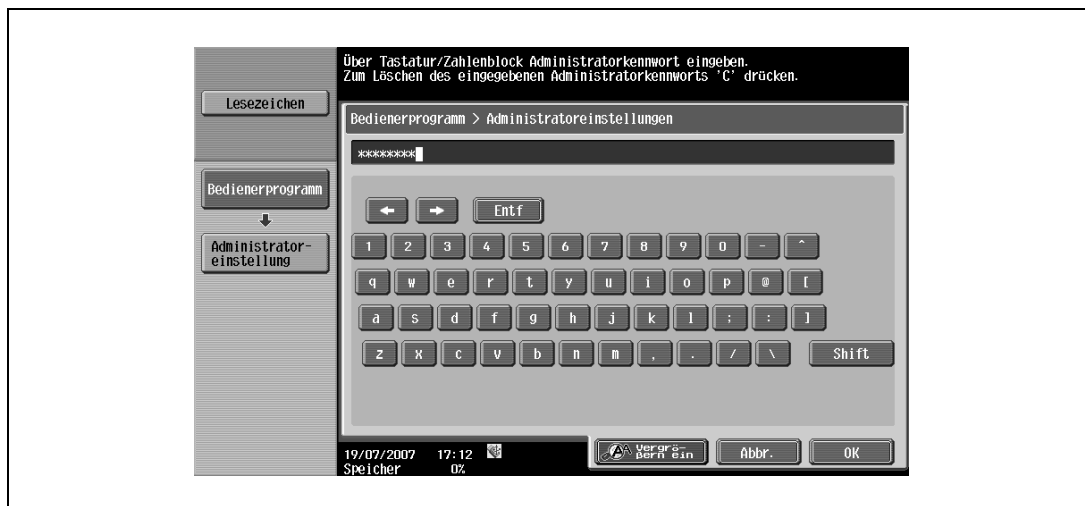 Über Tastatur/Zahlenblock Administratorkennwort eingeben.
Zum Löschen des eingegebenen Administratorkennworts 'C' drücken.
Lesezeichen
Bedienerprogramm > Administratoreinstellungen
********
Bedienerprogramm
Administrator-
einstellung
← → Entf
1 2 3 4 5 6 7 8 9 0 - ^
q w e r t y u i o p @ [
a s d f g h j k l ; : ]
z x c v b n m , . / \ Shift
Vergrö-
ßern ein
Abbr. OK
19/07/2007 17:12
Speicher 0%